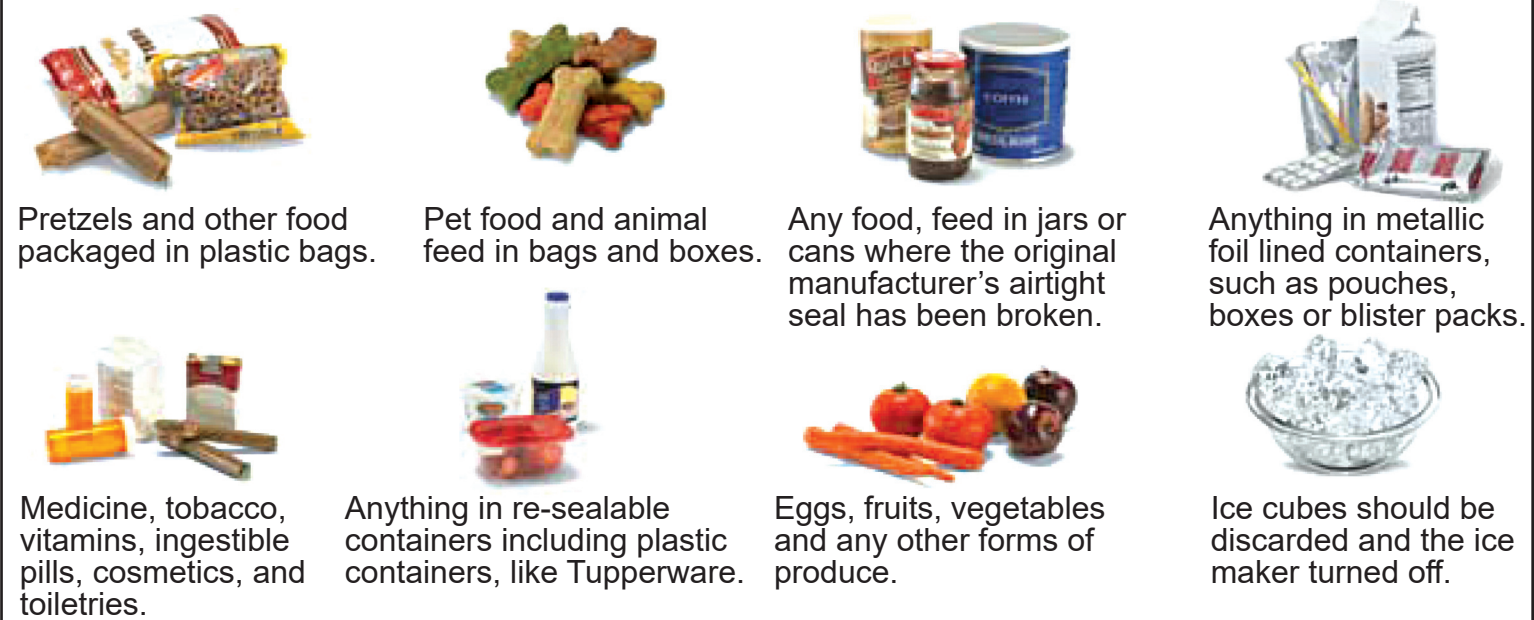 QUICK
Pretzels and other food
packaged in plastic bags.
Pet food and animal
feed in bags and boxes.
Any food, feed in jars or
cans where the original
manufacturer’s airtight
seal has been broken.
Anything in metallic
foil lined containers,
such as pouches,
boxes or blister packs.
Medicine, tobacco,
vitamins, ingestible
pills, cosmetics, and
toiletries.
Anything in re-sealable
containers including plastic
containers, like Tupperware.
Eggs, fruits, vegetables
and any other forms of
produce.
Ice cubes should be
discarded and the ice
maker turned off.